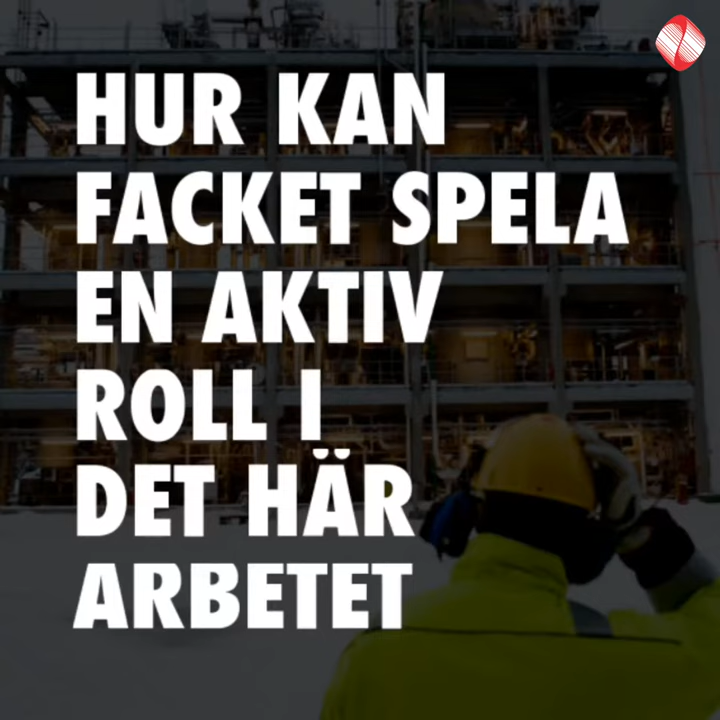 HUR KAN
FACKET SPELA
EN AKTIV
ROLL I
DET HÄR
ARBETET